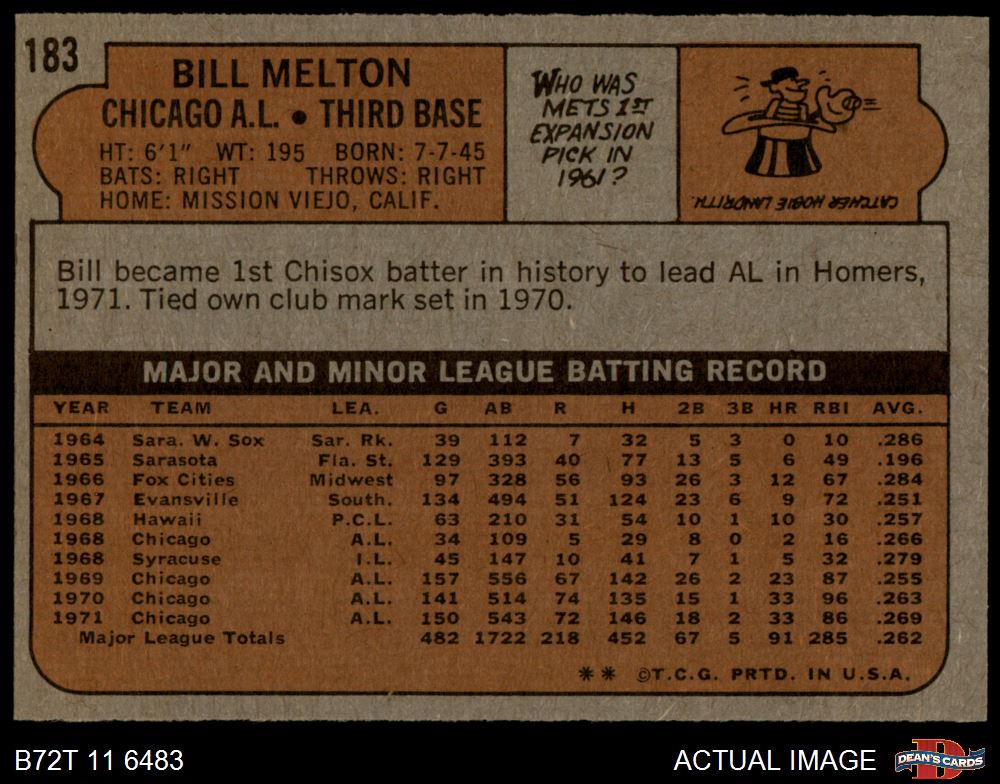 183
BILL MELTON
CHICAGO A.L. • THIRD BASE
HT: 6'1" WT: 195 BORN: 7-7-45
BATS: RIGHT THROWS: RIGHT
HOME: MISSION VIEJO, CALIF.
WHO WAS
METS 1ST
EXPANSION
PICK IN
1961?
CATCHER HOBIE LANDRITH.
Bill became 1st Chisox batter in history to lead AL in Homers,
1971. Tied own club mark set in 1970.
MAJOR AND MINOR LEAGUE BATTING RECORD
YEAR TEAM LEA. G AB R H 2B 3B HR RBI AVG.
1964 Sara. W. Sox Sar. Rk. 39 112 7 32 5 3 0 10 .286
1965 Sarasota Fla. St. 129 393 40 77 13 5 6 49 .196
1966 Fox Cities Midwest 97 328 56 93 26 3 12 67 .284
1967 Evansville South. 134 494 51 124 23 6 9 72 .251
1968 Hawaii P.C.L. 63 210 31 54 10 1 10 30 .257
1968 Chicago A.L. 34 109 5 29 8 0 2 16 .266
1968 Syracuse I.L. 45 147 10 41 7 1 5 32 .279
1969 Chicago A.L. 157 556 67 142 26 2 23 87 .255
1970 Chicago A.L. 141 514 74 135 15 1 33 96 .263
1971 Chicago A.L. 150 543 72 146 18 2 33 86 .269
Major League Totals 482 1722 218 452 67 5 91 285 .262
** ©T.C.G. PRTD. IN U.S.A.
B72T 11 6483
ACTUAL IMAGE
D
DEAN'S CARDS